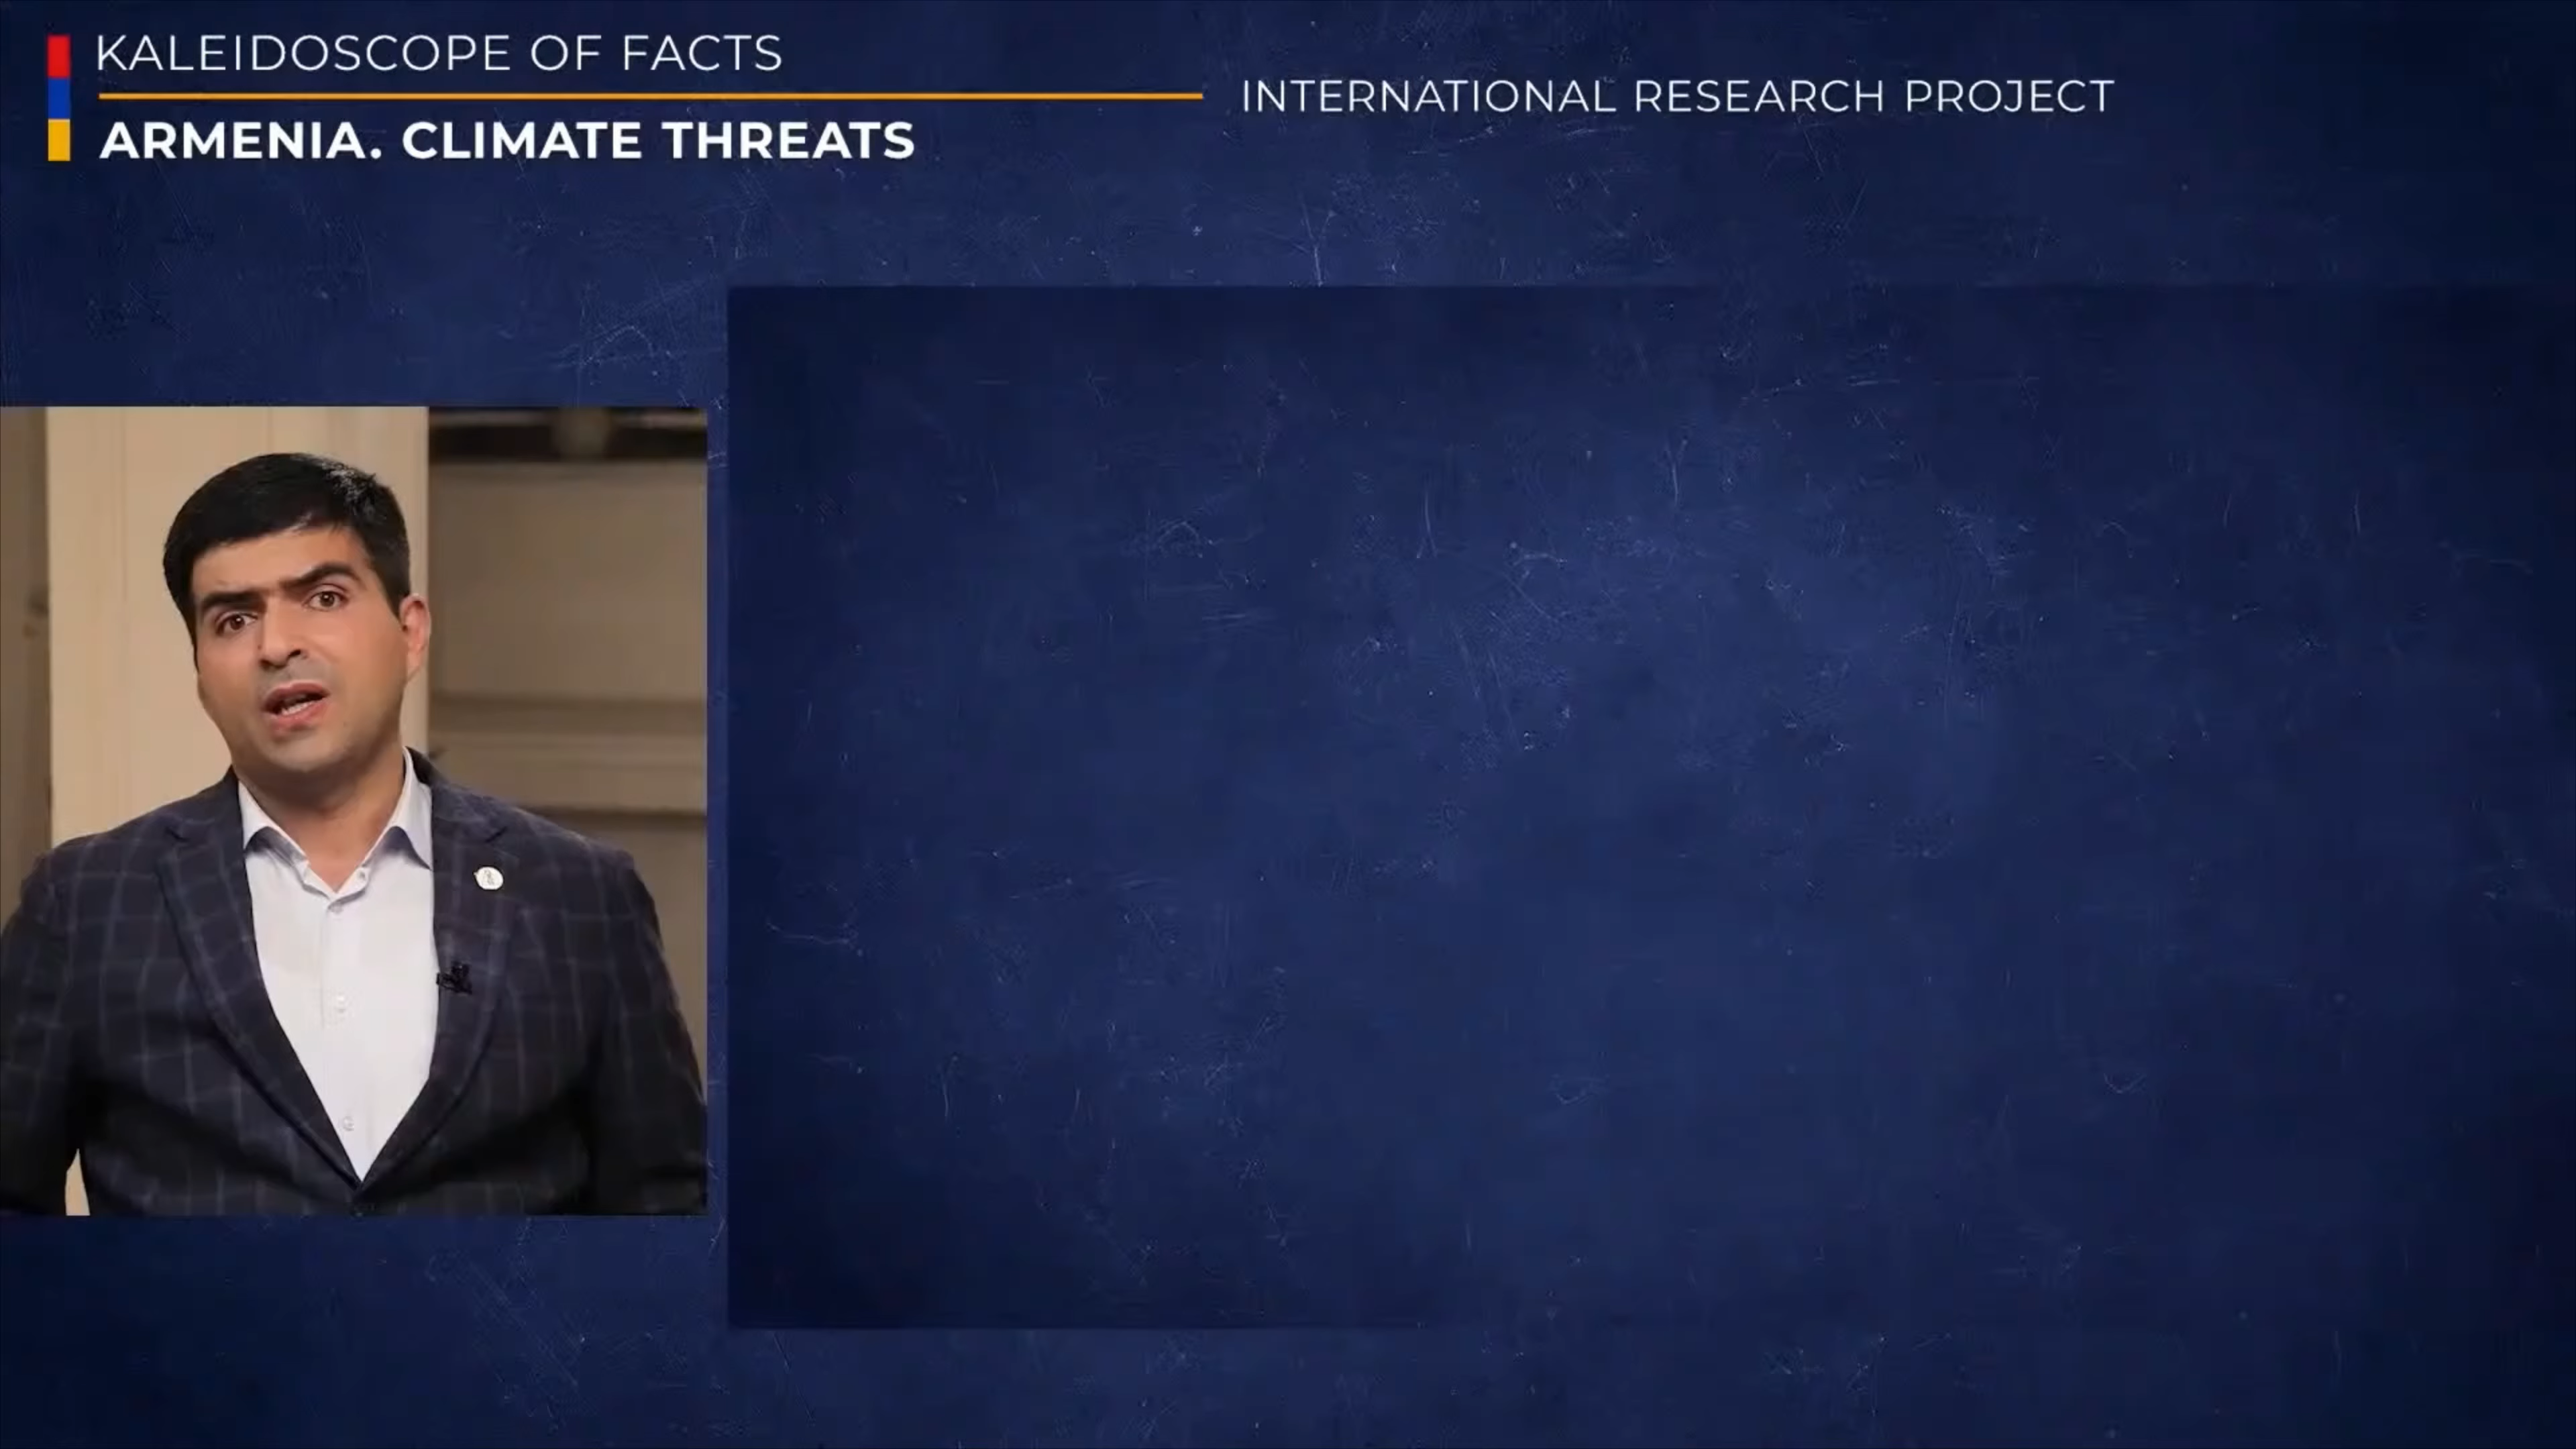 KALEIDOSCOPE OF FACTS
ARMENIA. CLIMATE THREATS
INTERNATIONAL RESEARCH PROJECT